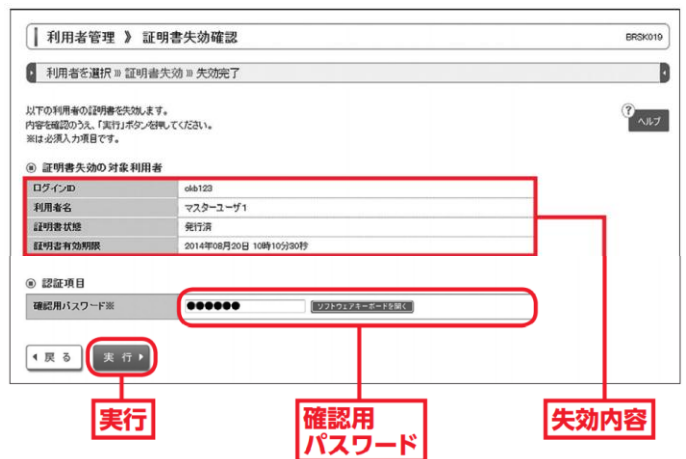 利用者管理 》 証明書失効確認
BRSK019
利用者を選択 » 証明書失効 » 失効完了
以下の利用者の証明書を失効します。
内容を確認のうえ、「実行」ボタンを押してください。
※は必須入力項目です。
? ヘルプ
証明書失効の対象利用者
ログインID okb123
利用者名 マスターユーザ1
証明書状態 発行済
証明書有効期限 2014年08月20日 10時10分30秒
認証項目
確認用パスワード※ ●●●●●● ソフトウェアキーボードを開く
戻る 実行
実行
確認用
パスワード
失効内容